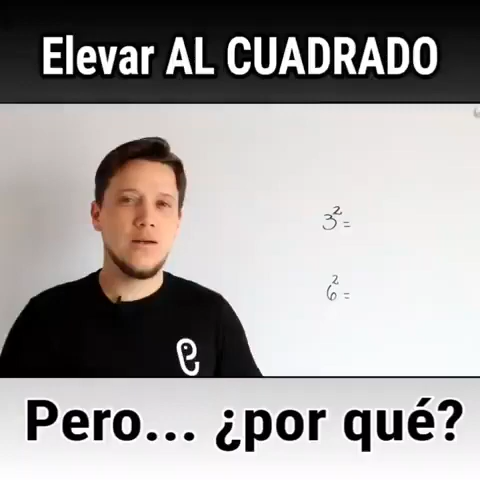 Elevar AL CUADRADO
3² =
6² =
Pero... ¿por qué?